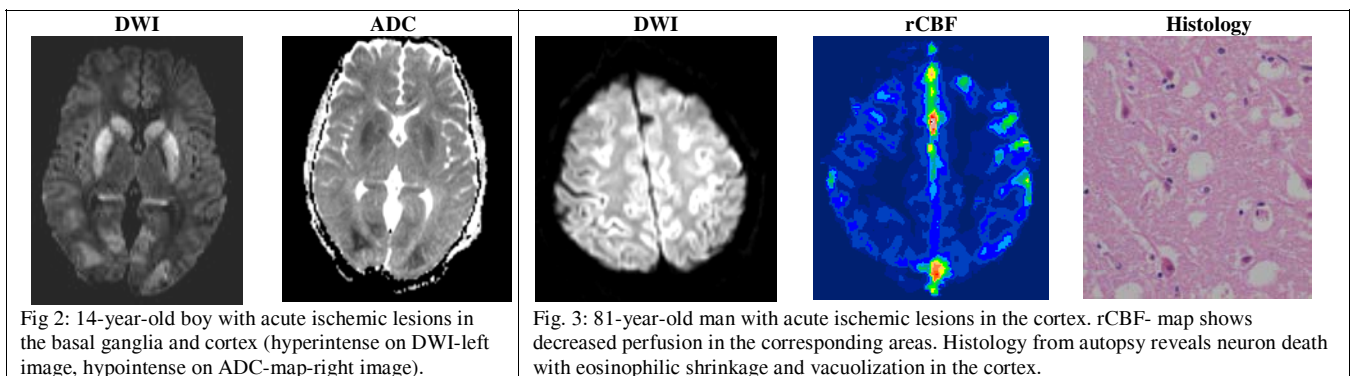 DWI ADC
DWI rCBF Histology
Fig 2: 14-year-old boy with acute ischemic lesions in
the basal ganglia and cortex (hyperintense on DWI-left
image, hypointense on ADC-map-right image).
Fig. 3: 81-year-old man with acute ischemic lesions in the cortex. rCBF- map shows
decreased perfusion in the corresponding areas. Histology from autopsy reveals neuron death
with eosinophilic shrinkage and vacuolization in the cortex.